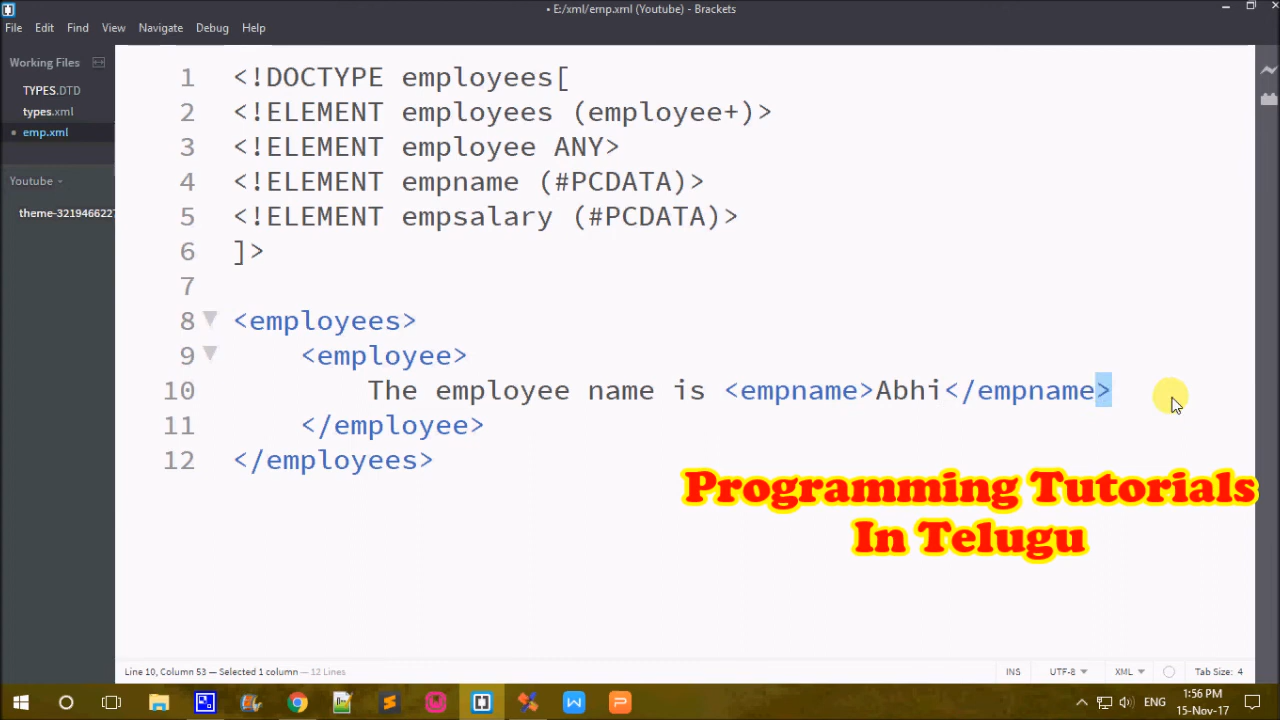 • E:/xml/emp.xml (Youtube) - Brackets
File Edit Find View Navigate Debug Help
Working Files
TYPES.DTD
types.xml
• emp.xml
Youtube
theme-3219466227
1 <!DOCTYPE employees[
2 <!ELEMENT employees (employee+)>
3 <!ELEMENT employee ANY>
4 <!ELEMENT empname (#PCDATA)>
5 <!ELEMENT empsalary (#PCDATA)>
6 ]>
7
8 <employees>
9 <employee>
10 The employee name is <empname>Abhi</empname>
11 </employee>
12 </employees>
Programming Tutorials
In Telugu
Line 10, Column 53 — Selected 1 column — 12 Lines
INS UTF-8 XML Tab Size: 4
ENG
1:56 PM
15-Nov-17